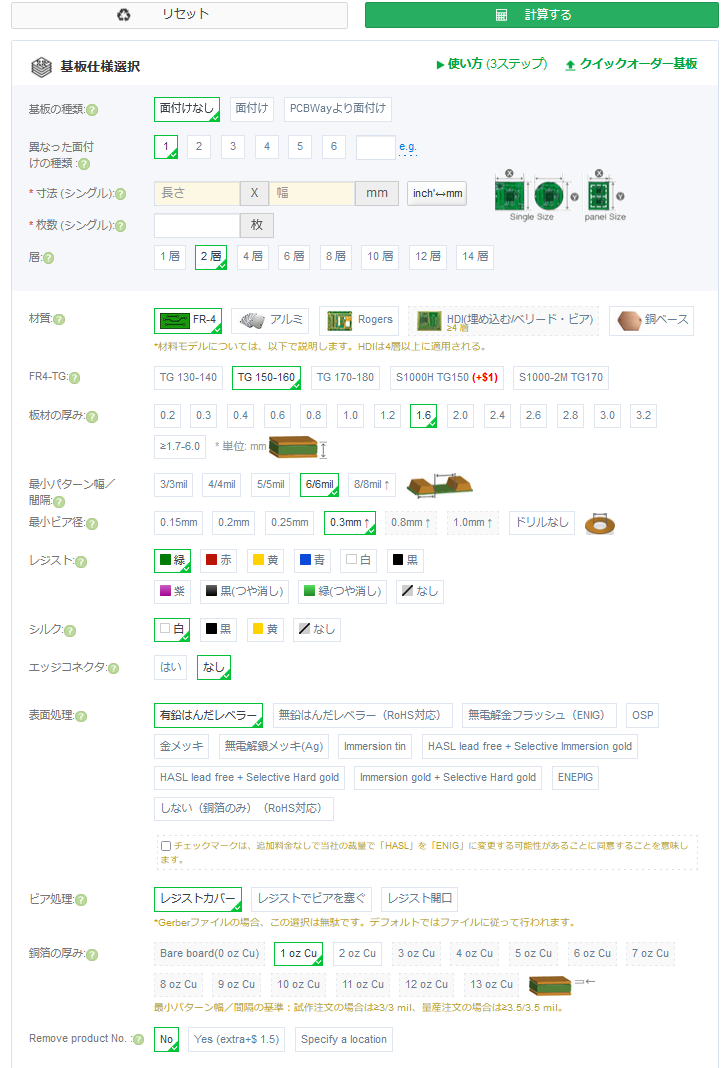 リセット 計算する
基板仕様選択 使い方 (3ステップ) クイックオーダー基板
基板の種類: 面付けなし 面付け PCBWayより面付け
異なった面付 1 2 3 4 5 6 e.g.
けの種類 :
* 寸法 (シングル): 長さ X 幅 mm inch'↔mm
X Y X Y
Single Size panel Size
* 枚数 (シングル): 枚
層: 1 層 2 層 4 層 6 層 8 層 10 層 12 層 14 層
材質: FR-4 アルミ Rogers HDI(埋め込む/ベリード・ビア) 銅ベース
≥4 層
*材料モデルについては、以下で説明します。HDIは4層以上に適用される。
FR4-TG: TG 130-140 TG 150-160 TG 170-180 S1000H TG150 (+$1) S1000-2M TG170
板材の厚み: 0.2 0.3 0.4 0.6 0.8 1.0 1.2 1.6 2.0 2.4 2.6 2.8 3.0 3.2
≥1.7-6.0 * 単位: mm
最小パターン幅／ 3/3mil 4/4mil 5/5mil 6/6mil 8/8mil ↑
間隔:
最小ビア径: 0.15mm 0.2mm 0.25mm 0.3mm ↑ 0.8mm ↑ 1.0mm ↑ ドリルなし
レジスト: 緑 赤 黄 青 白 黒
紫 黒(つや消し) 緑(つや消し) なし
シルク: 白 黒 黄 なし
エッジコネクタ: はい なし
表面処理: 有鉛はんだレベラー 無鉛はんだレベラー（RoHS対応） 無電解金フラッシュ（ENIG） OSP
金メッキ 無電解銀メッキ(Ag) Immersion tin HASL lead free + Selective Immersion gold
HASL lead free + Selective Hard gold Immersion gold + Selective Hard gold ENEPIG
しない（銅箔のみ）（RoHS対応）
チェックマークは、追加料金なしで当社の裁量で「HASL」を「ENIG」に変更する可能性があることに同意することを意味し
ます。
ビア処理: レジストカバー レジストでビアを塞ぐ レジスト開口
*Gerberファイルの場合、この選択は無駄です。デフォルトではファイルに従って行われます。
銅箔の厚み: Bare board(0 oz Cu) 1 oz Cu 2 oz Cu 3 oz Cu 4 oz Cu 5 oz Cu 6 oz Cu 7 oz Cu
8 oz Cu 9 oz Cu 10 oz Cu 11 oz Cu 12 oz Cu 13 oz Cu
最小パターン幅／間隔の基準：試作注文の場合は≥3/3 mil、量産注文の場合は≥3.5/3.5 mil。
Remove product No. : No Yes (extra+$ 1.5) Specify a location